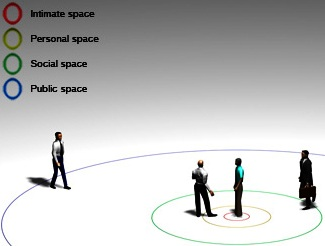 Intimate space
Personal space
Social space
Public space